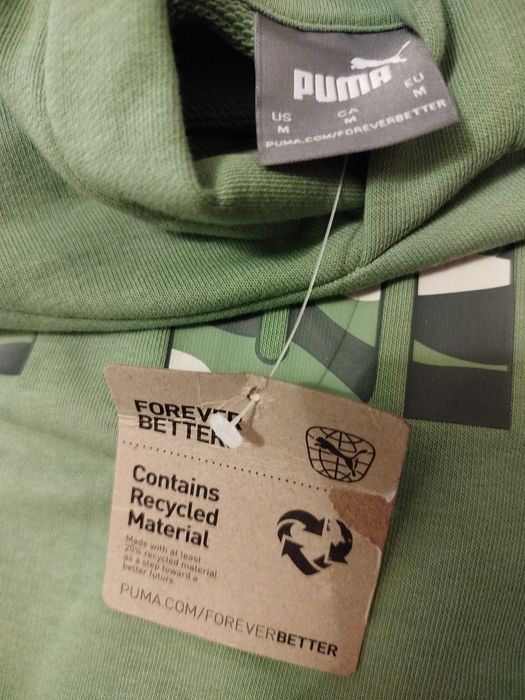 PUMA
US CA EU
M M M
PUMA.COM/FOREVERBETTER
FOREVER
BETTER
Contains
Recycled
Material
Made with at least
20% recycled material
as a step toward a
better future.
PUMA.COM/FOREVERBETTER